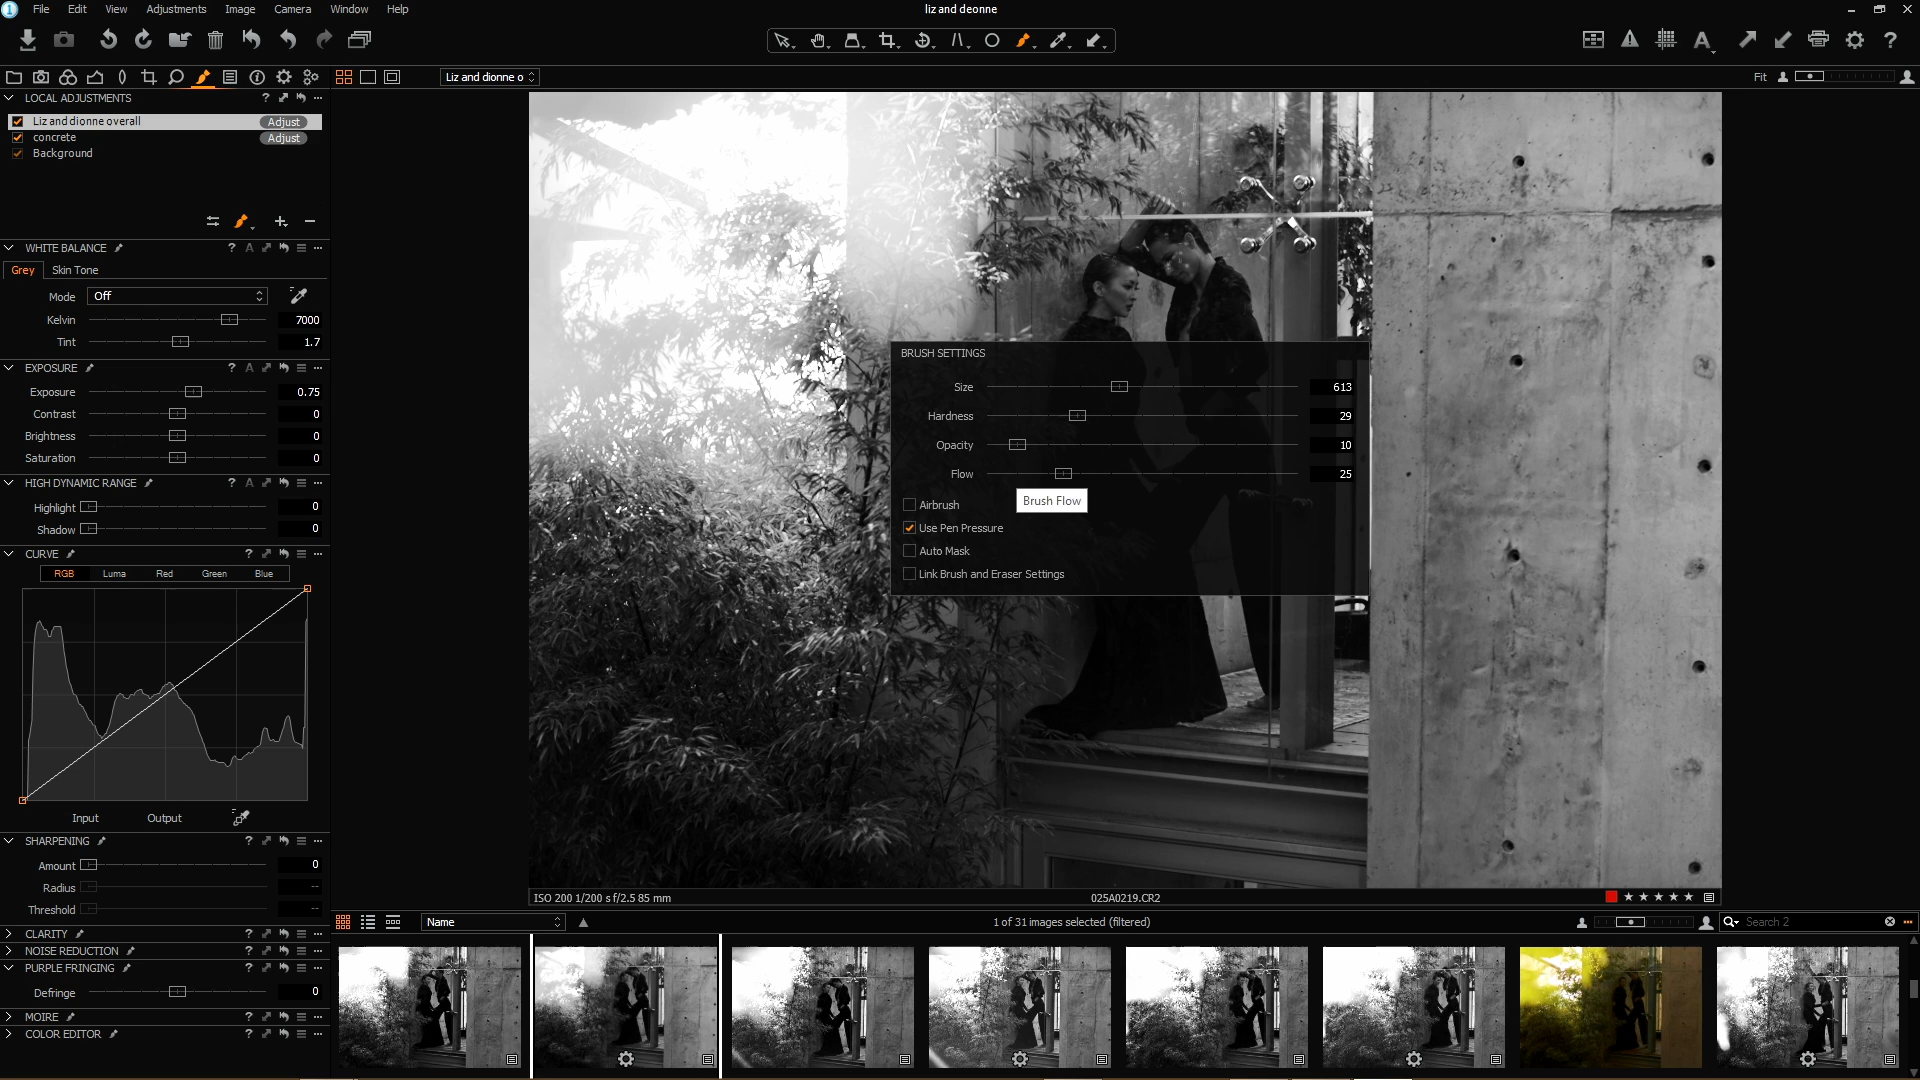 File Edit View Adjustments Image Camera Window Help
liz and deonne
Liz and dionne o
Fit
LOCAL ADJUSTMENTS
Liz and dionne overall Adjust
concrete Adjust
Background
WHITE BALANCE
Grey Skin Tone
Mode Off
Kelvin 7000
Tint 1.7
EXPOSURE
Exposure 0.75
Contrast 0
Brightness 0
Saturation 0
HIGH DYNAMIC RANGE
Highlight 0
Shadow 0
CURVE
RGB Luma Red Green Blue
Input Output
SHARPENING
Amount 0
Radius --
Threshold --
CLARITY
NOISE REDUCTION
PURPLE FRINGING
Defringe 0
MOIRE
COLOR EDITOR
BRUSH SETTINGS
Size 613
Hardness 29
Opacity 10
Flow 25
Brush Flow
Airbrush
Use Pen Pressure
Auto Mask
Link Brush and Eraser Settings
ISO 200 1/200 s f/2.5 85 mm
025A0219.CR2
Name
1 of 31 images selected (filtered)
Search 2